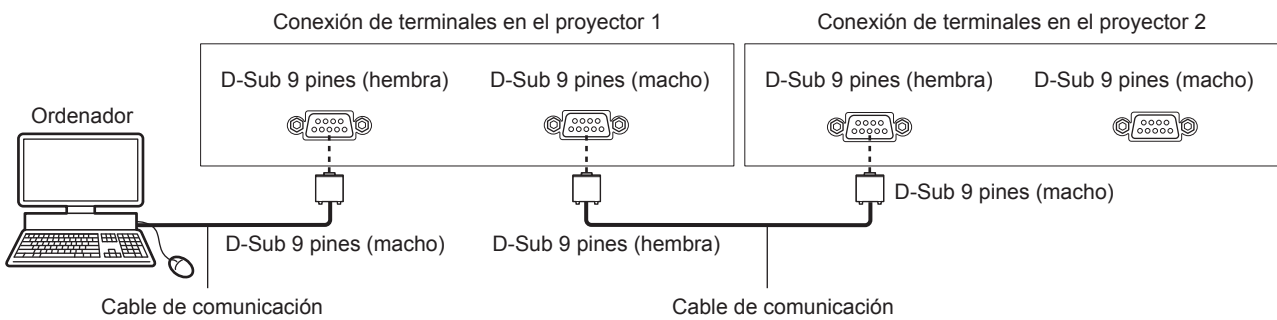 Conexión de terminales en el proyector 1
Conexión de terminales en el proyector 2
D-Sub 9 pines (hembra)
D-Sub 9 pines (macho)
D-Sub 9 pines (hembra)
D-Sub 9 pines (macho)
Ordenador
D-Sub 9 pines (macho)
D-Sub 9 pines (macho)
D-Sub 9 pines (hembra)
Cable de comunicación
Cable de comunicación